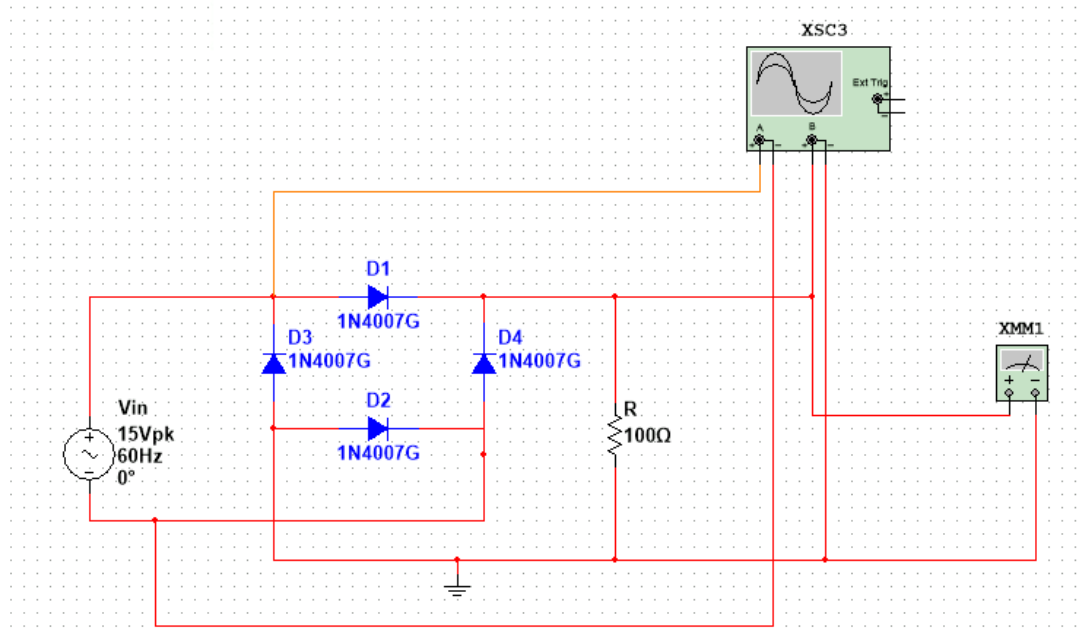 XSC3
Ext Trig
+
−
A
B
+ −
+ −
D1
1N4007G
D3
1N4007G
D4
1N4007G
XMM1
+ −
D2
1N4007G
Vin
15Vpk
60Hz
0°
+
−
R
100Ω